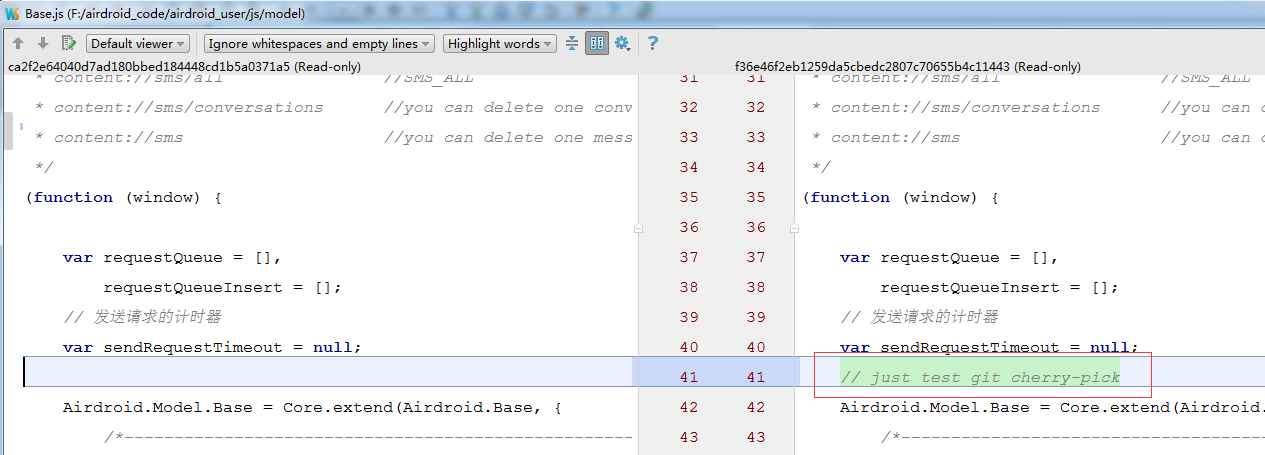 Base.js (F:/airdroid_code/airdroid_user/js/model)
Default viewer Ignore whitespaces and empty lines Highlight words ?
ca2f2e64040d7ad180bbed184448cd1b5a0371a5 (Read-only) f36e46f2eb1259da5cbedc2807c70655b4c11443 (Read-only)
* content://sms/all //SMS_ALL 31 31 * content://sms/all //SMS_ALL
* content://sms/conversations //you can delete one conv 32 32 * content://sms/conversations //you can
* content://sms //you can delete one mess 33 33 * content://sms //you can
*/ 34 34 */
(function (window) { 35 35 (function (window) {
36 36
var requestQueue = [], 37 37 var requestQueue = [],
requestQueueInsert = []; 38 38 requestQueueInsert = [];
// 发送请求的计时器 39 39 // 发送请求的计时器
var sendRequestTimeout = null; 40 40 var sendRequestTimeout = null;
41 41 // just test git cherry-pick
Airdroid.Model.Base = Core.extend(Airdroid.Base, { 42 42 Airdroid.Model.Base = Core.extend(Airdroid.
/*-------------------------------------------------- 43 43 /*-----------------------------------